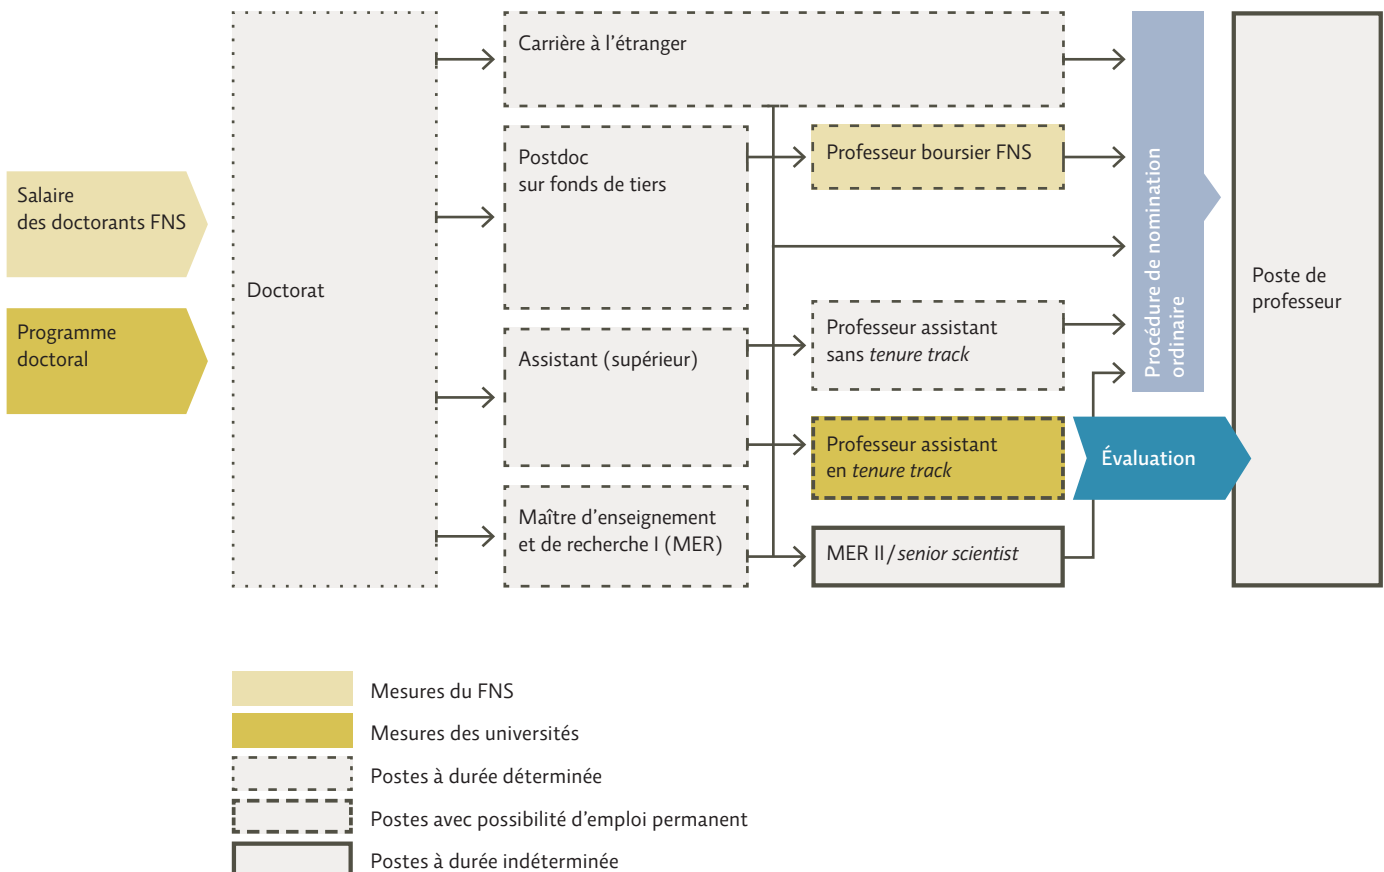 Salaire
des doctorants FNS
Programme
doctoral
Doctorat
Carrière à l'étranger
Postdoc
sur fonds de tiers
Assistant (supérieur)
Maître d'enseignement
et de recherche I (MER)
Professeur boursier FNS
Professeur assistant
sans tenure track
Professeur assistant
en tenure track
MER II/senior scientist
Procédure de nomination
ordinaire
Évaluation
Poste de
professeur
Mesures du FNS
Mesures des universités
Postes à durée déterminée
Postes avec possibilité d'emploi permanent
Postes à durée indéterminée